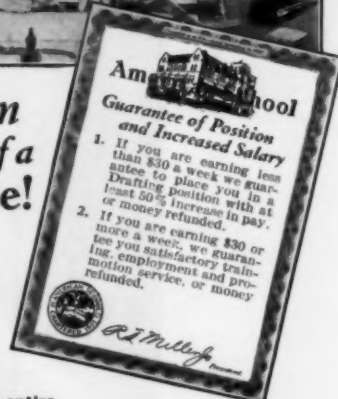 Am hool
Guarantee of Position
and Increased Salary
1. If you are earning less
than $30 a week we guar-
antee to place you in a
Drafting position with at
least 50% increase in pay,
or money refunded.
2. If you are earning $30 or
more a week, we guaran-
tee you satisfactory train-
ing, employment and pro-
motion service, or money
refunded.
President
f a
e!